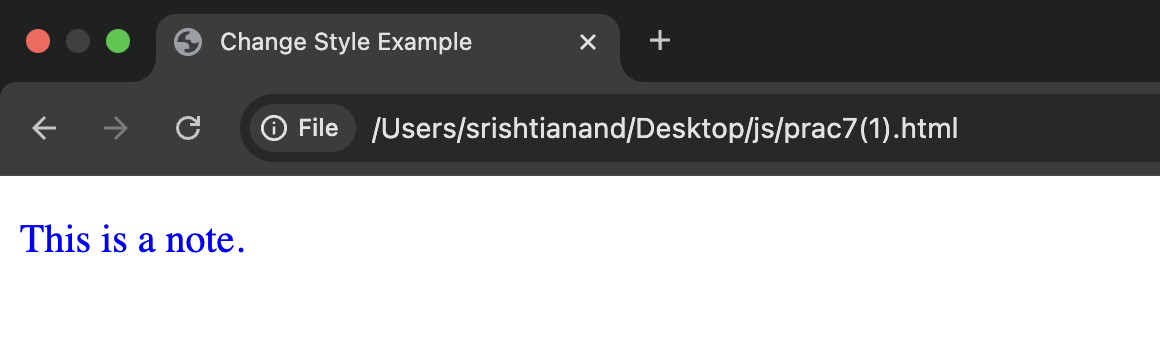 Change Style Example
File /Users/srishtianand/Desktop/js/prac7(1).html
This is a note.